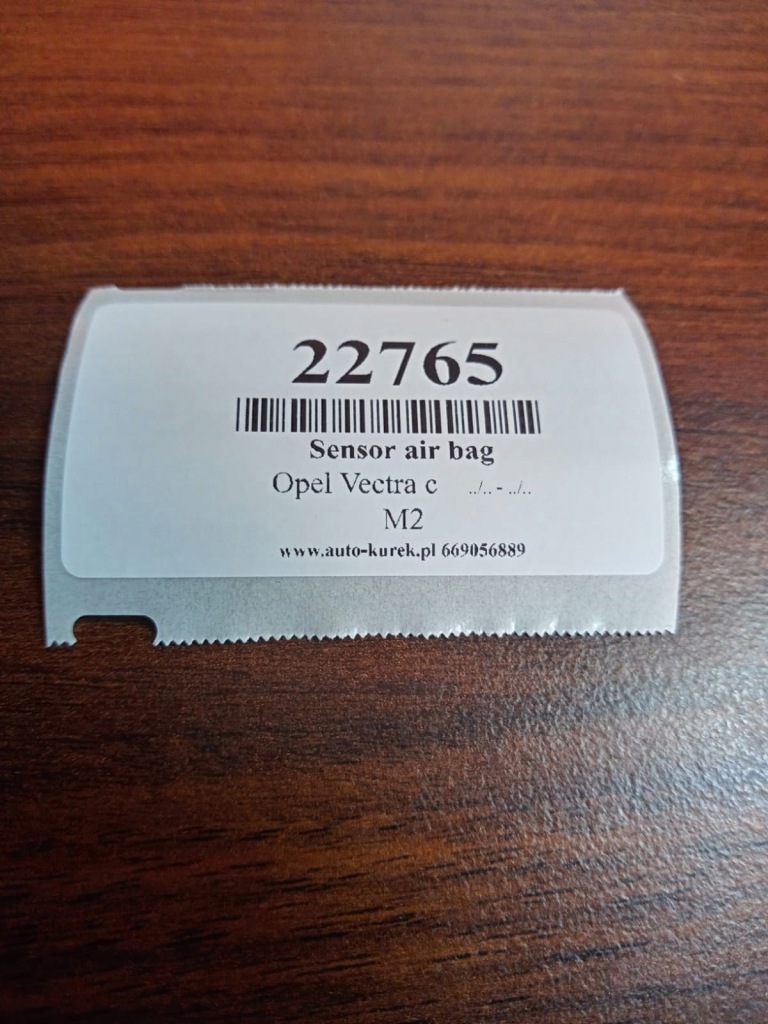 22765
Sensor air bag
Opel Vectra c ../.. - ../..
M2
www.auto-kurek.pl 669056889